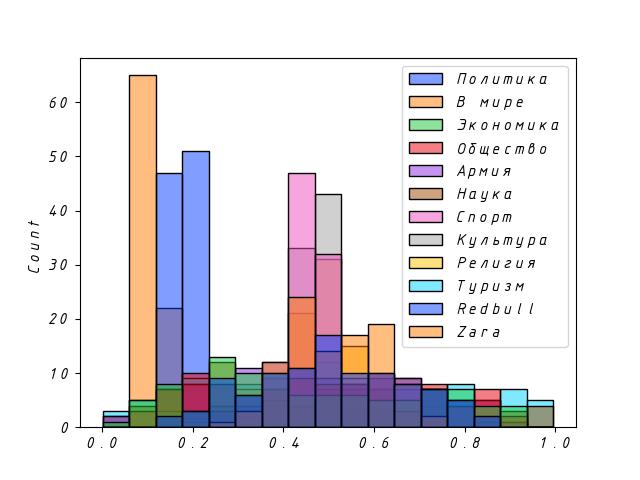 Политика
В мире
Экономика
Общество
Армия
Наука
Спорт
Культура
Религия
Туризм
Redbull
Zara
Count
60
50
40
30
20
10
0
0.0 0.2 0.4 0.6 0.8 1.0